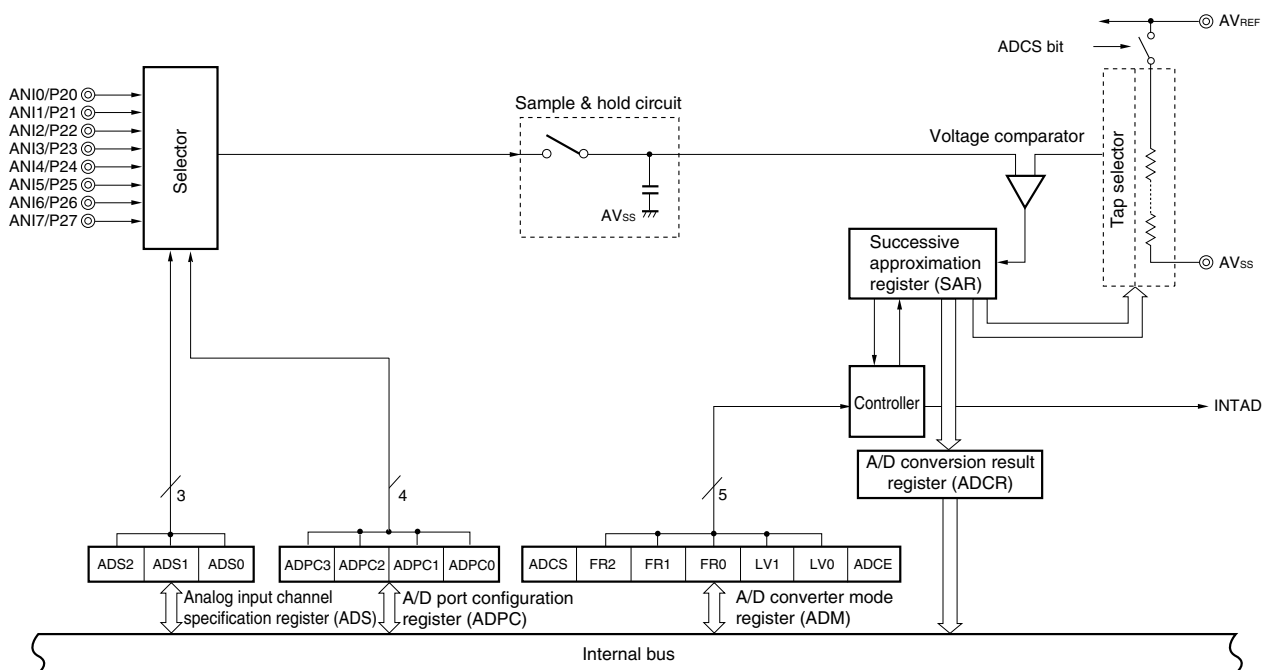 AVREF
ADCS bit
ANI0/P20
ANI1/P21
ANI2/P22
ANI3/P23
ANI4/P24
ANI5/P25
ANI6/P26
ANI7/P27
Selector
Sample & hold circuit
AVSS
Voltage comparator
Tap selector
AVSS
Successive
approximation
register (SAR)
Controller
INTAD
A/D conversion result
register (ADCR)
3
4
5
ADS2 ADS1 ADS0
ADPC3 ADPC2 ADPC1 ADPC0
ADCS FR2 FR1 FR0 LV1 LV0 ADCE
Analog input channel
specification register (ADS)
A/D port configuration
register (ADPC)
A/D converter mode
register (ADM)
Internal bus